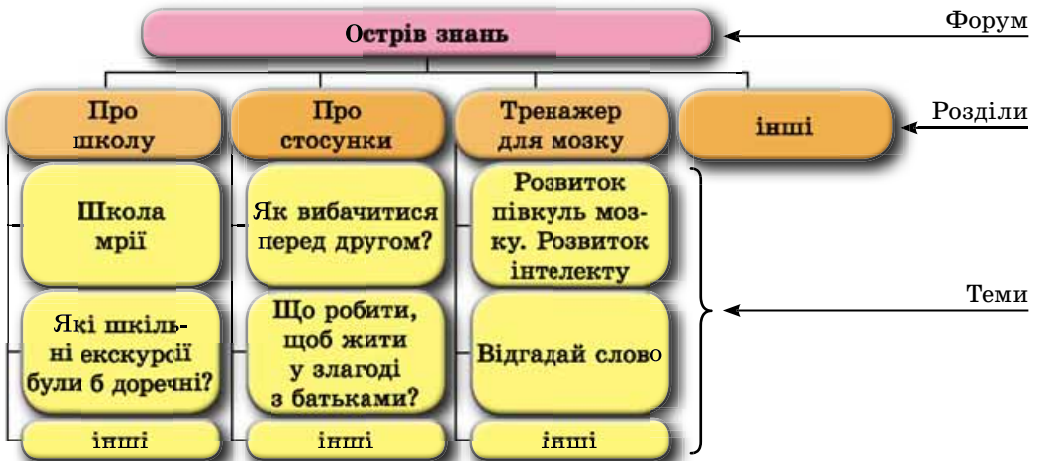 Острів знань
Форум
Про
школу
Про
стосунки
Тренажер
для мозку
інші
Розділи
Школа
мрії
Як вибачитися
перед другом?
Розвиток
півкуль моз-
ку. Розвиток
інтелекту
Які шкіль-
ні екскурсії
були б доречні?
Що робити,
щоб жити
у злагоді
з батьками?
Відгадай слово
Теми
інші
інші
інші